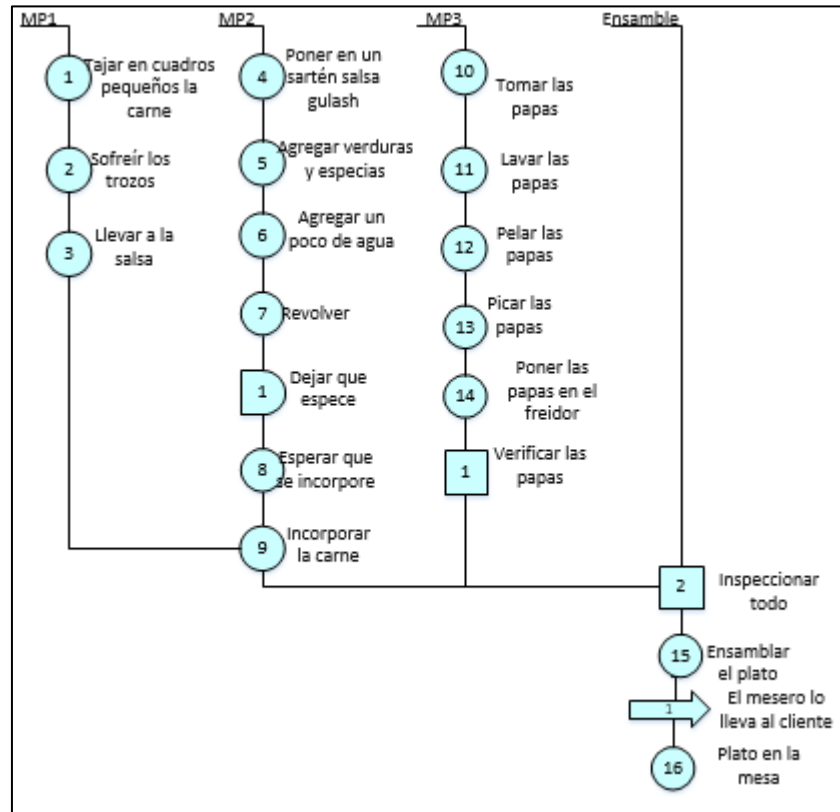 MP1
1
Tajar en cuadros
pequeños la
carne
2
Sofreír los
trozos
3
Llevar a la
salsa
MP2
4
Poner en un
sartén salsa
gulash
5
Agregar verduras
y especias
6
Agregar un
poco de agua
7
Revolver
1
Dejar que
espece
8
Esperar que
se incorpore
9
Incorporar
la carne
MP3
10
Tomar las
papas
11
Lavar las
papas
12
Pelar las
papas
13
Picar las
papas
14
Poner las
papas en el
freidor
1
Verificar las
papas
Ensamble
2
Inspeccionar
todo
15
Ensamblar
el plato
1
El mesero lo
lleva al cliente
16
Plato en la
mesa